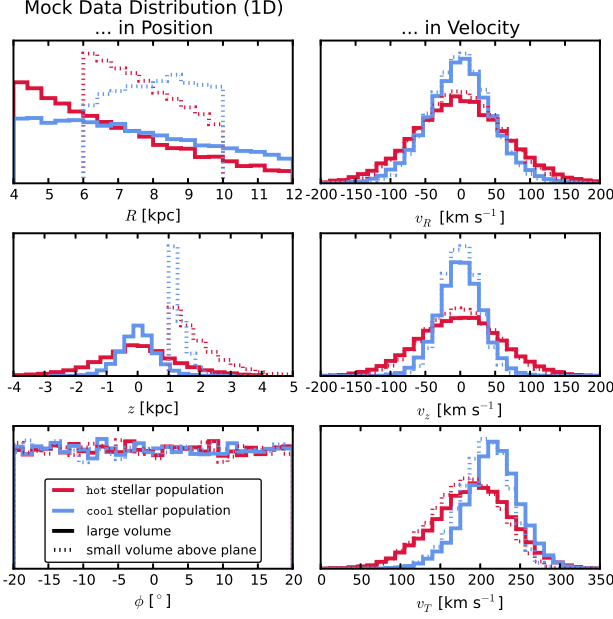 Mock Data Distribution (1D)
... in Position
... in Velocity
4 5 6 7 8 9 10 11 12
R [kpc]
-200 -150 -100 -50 0 50 100 150 200
v_R [km s⁻¹]
-4 -3 -2 -1 0 1 2 3 4 5
z [kpc]
-200 -150 -100 -50 0 50 100 150 200
v_z [km s⁻¹]
hot stellar population
cool stellar population
large volume
small volume above plane
-20 -15 -10 -5 0 5 10 15 20
ϕ [°]
0 50 100 150 200 250 300 350
v_T [km s⁻¹]